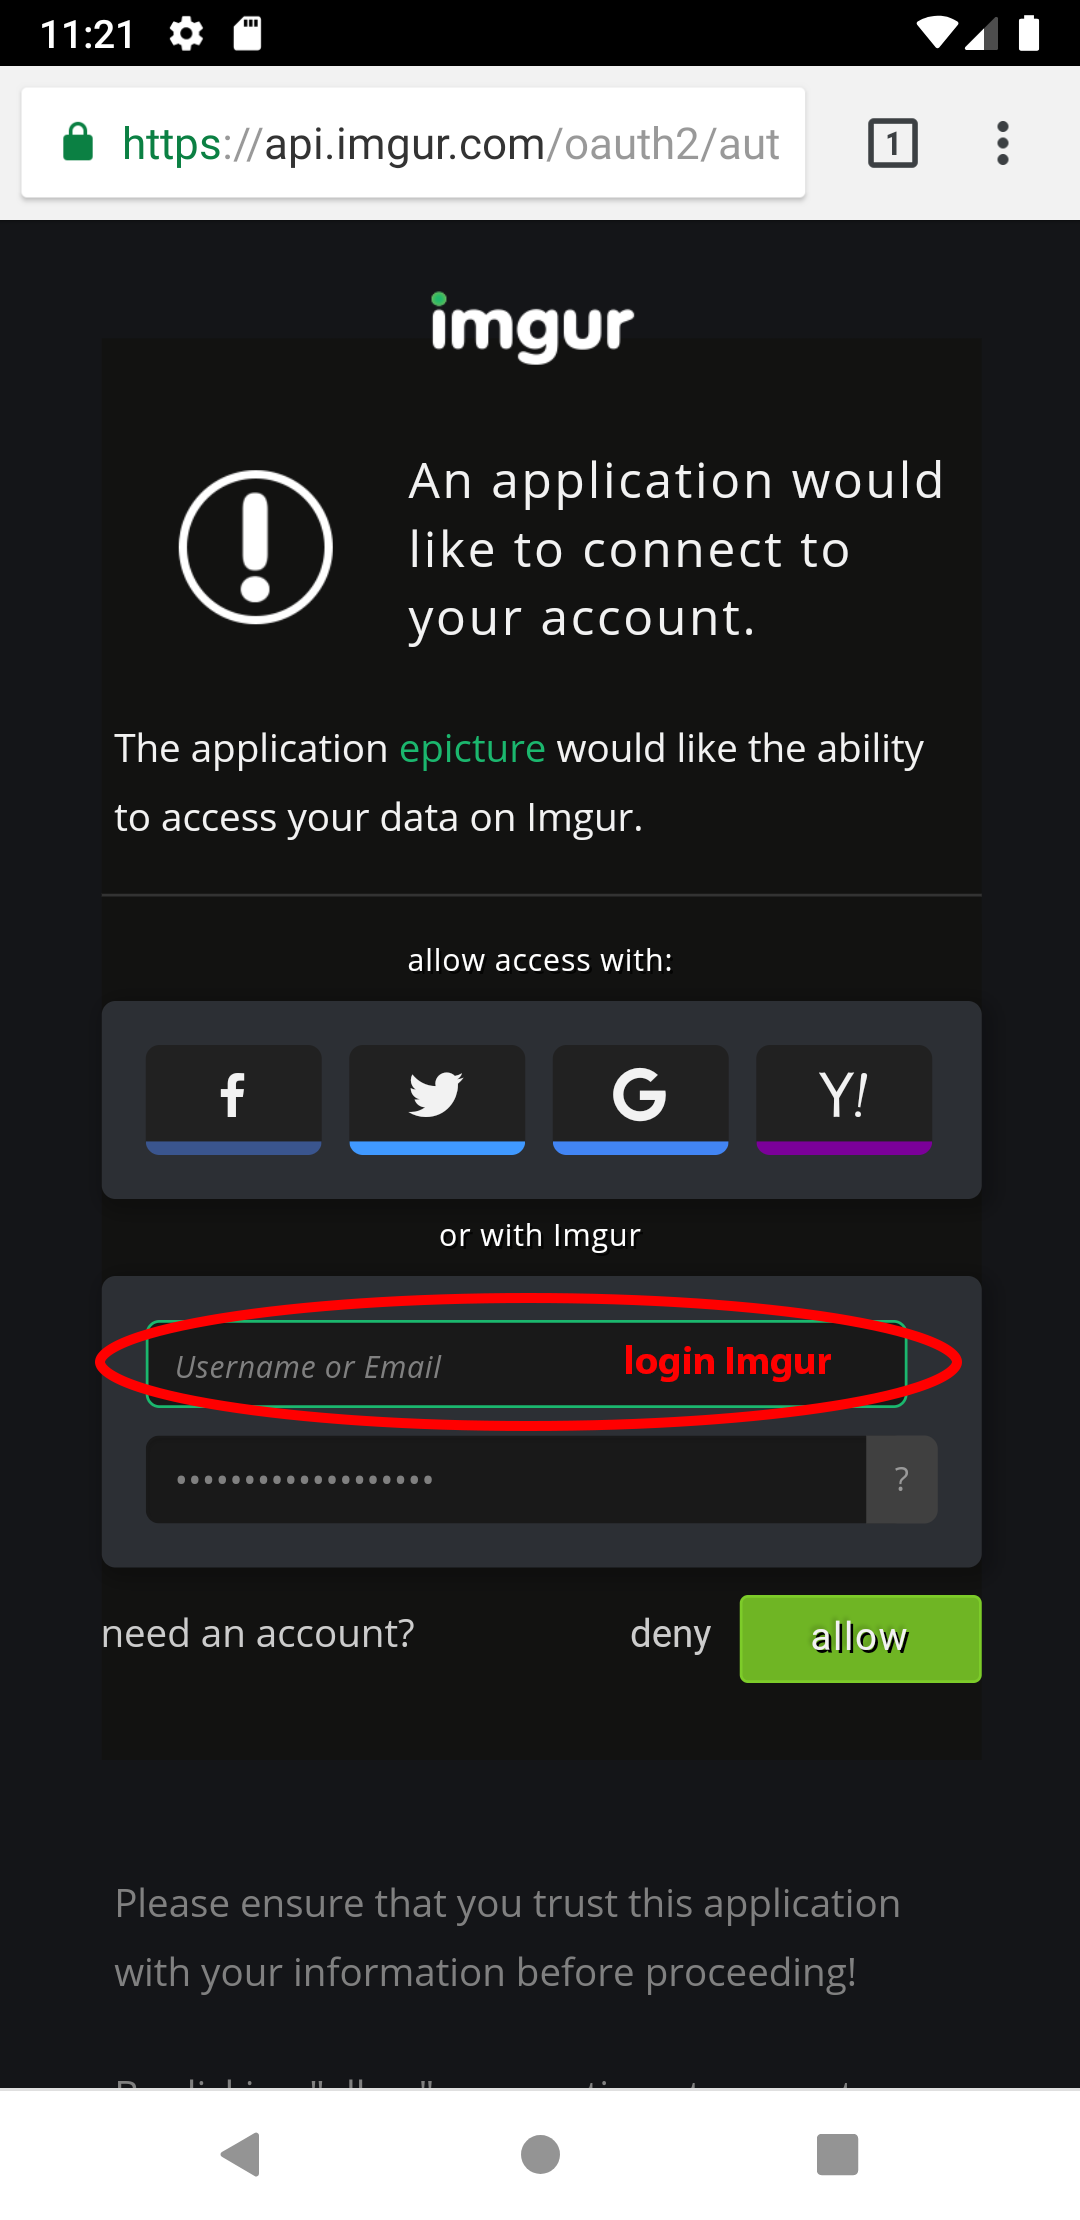 11:21
https://api.imgur.com/oauth2/aut
1
imgur
An application would
like to connect to
your account.
The application epicture would like the ability
to access your data on Imgur.
allow access with:
f G Y!
or with Imgur
Username or Email login Imgur
••••••••••••••••••• ?
need an account? deny allow
Please ensure that you trust this application
with your information before proceeding!